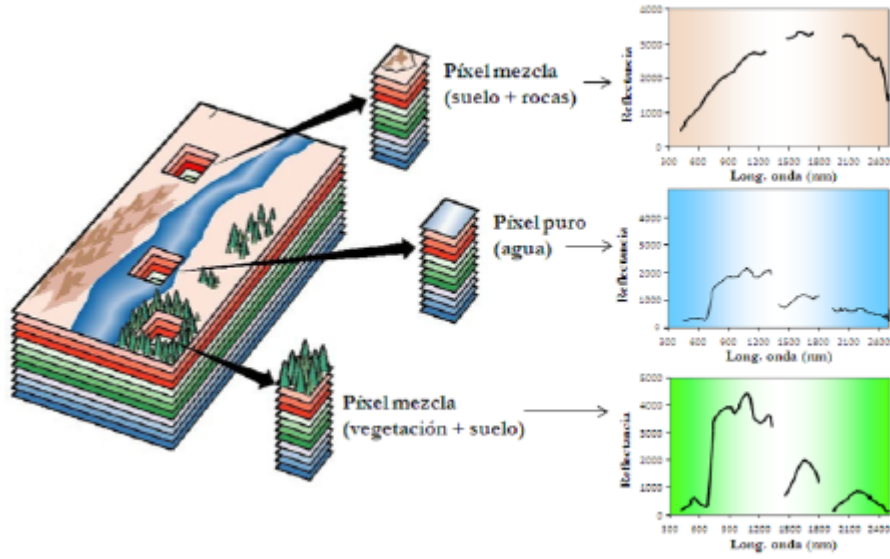 Píxel mezcla
(suelo + rocas)
Reflectancia
4000
3000
2000
1000
0
300 600 900 1200 1500 1800 2100 2400
Long. onda (nm)
Píxel puro
(agua)
Reflectancia
4000
3000
2000
1000
0
300 600 900 1200 1500 1800 2100 2400
Long. onda (nm)
Píxel mezcla
(vegetación + suelo)
Reflectancia
5000
4000
3000
2000
1000
0
300 600 900 1200 1500 1800 2100 2400
Long. onda (nm)